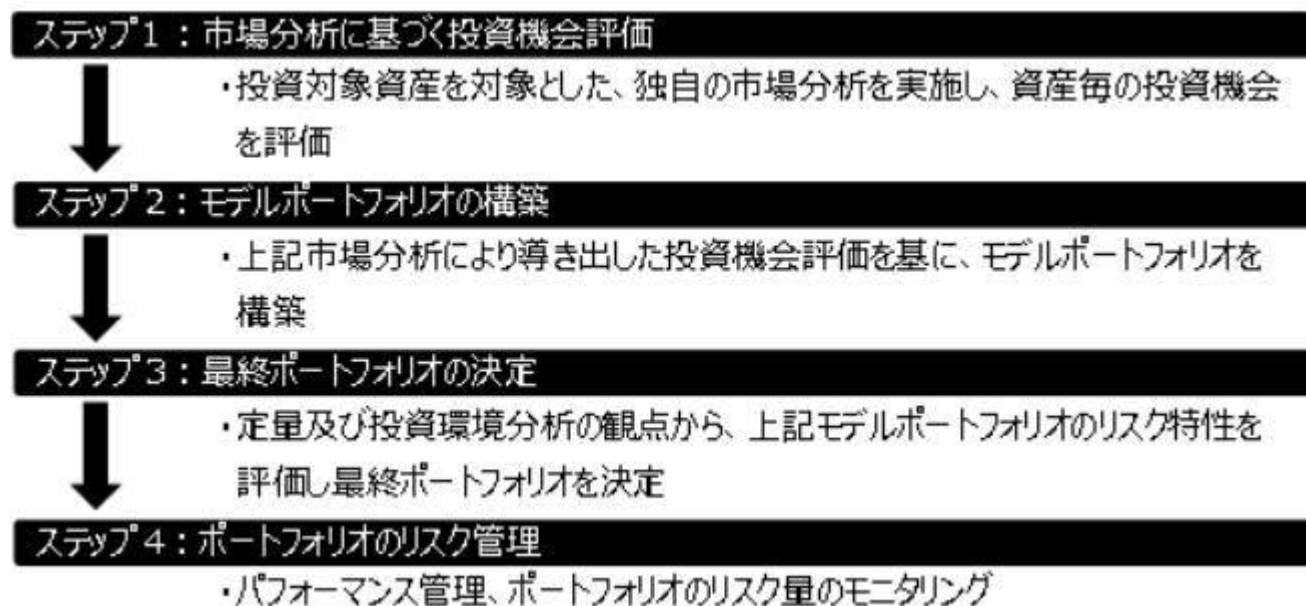 ステップ1：市場分析に基づく投資機会評価
・投資対象資産を対象とした、独自の市場分析を実施し、資産毎の投資機会
を評価
ステップ2：モデルポートフォリオの構築
・上記市場分析により導き出した投資機会評価を基に、モデルポートフォリオを
構築
ステップ3：最終ポートフォリオの決定
・定量及び投資環境分析の観点から、上記モデルポートフォリオのリスク特性を
評価し最終ポートフォリオを決定
ステップ4：ポートフォリオのリスク管理
・パフォーマンス管理、ポートフォリオのリスク量のモニタリング